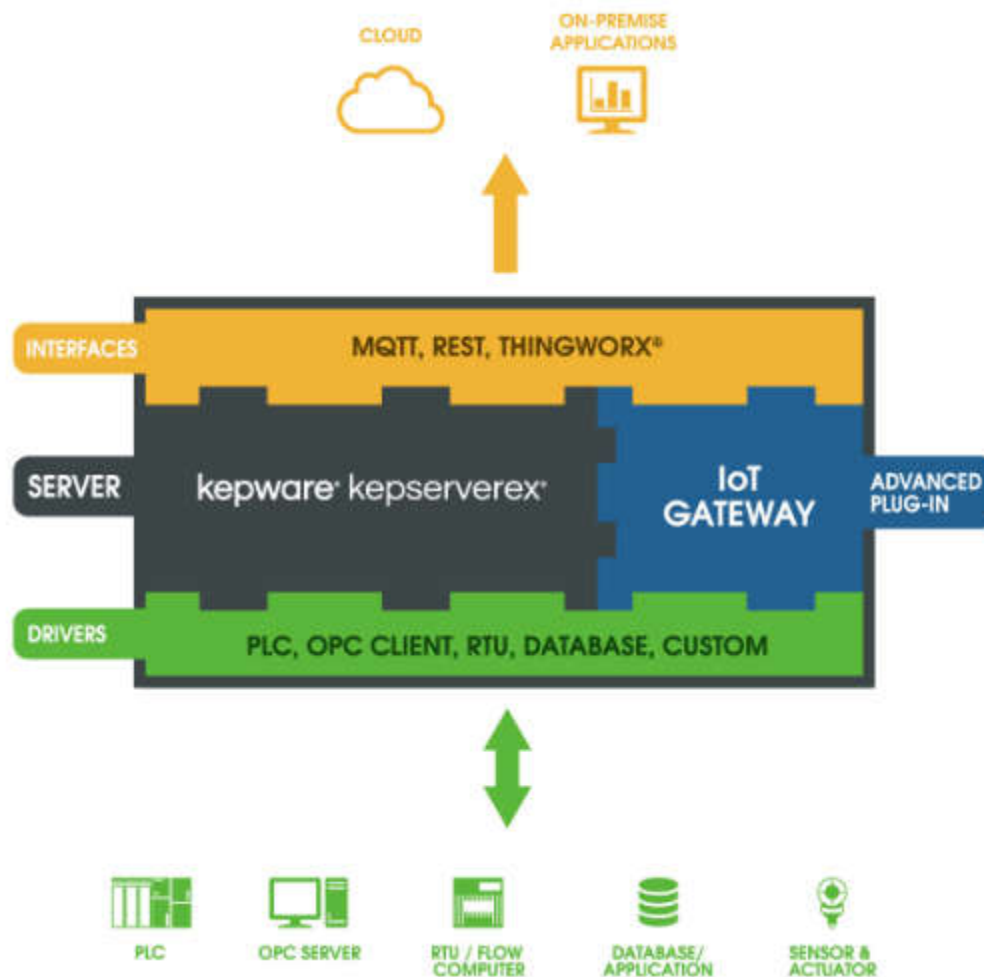 CLOUD
ON-PREMISE
APPLICATIONS
INTERFACES
MQTT, REST, THINGWORX®
SERVER
kepware® kepserverex®
IoT
GATEWAY
ADVANCED
PLUG-IN
DRIVERS
PLC, OPC CLIENT, RTU, DATABASE, CUSTOM
PLC
OPC SERVER
RTU / FLOW
COMPUTER
DATABASE/
APPLICATION
SENSOR &
ACTUATOR